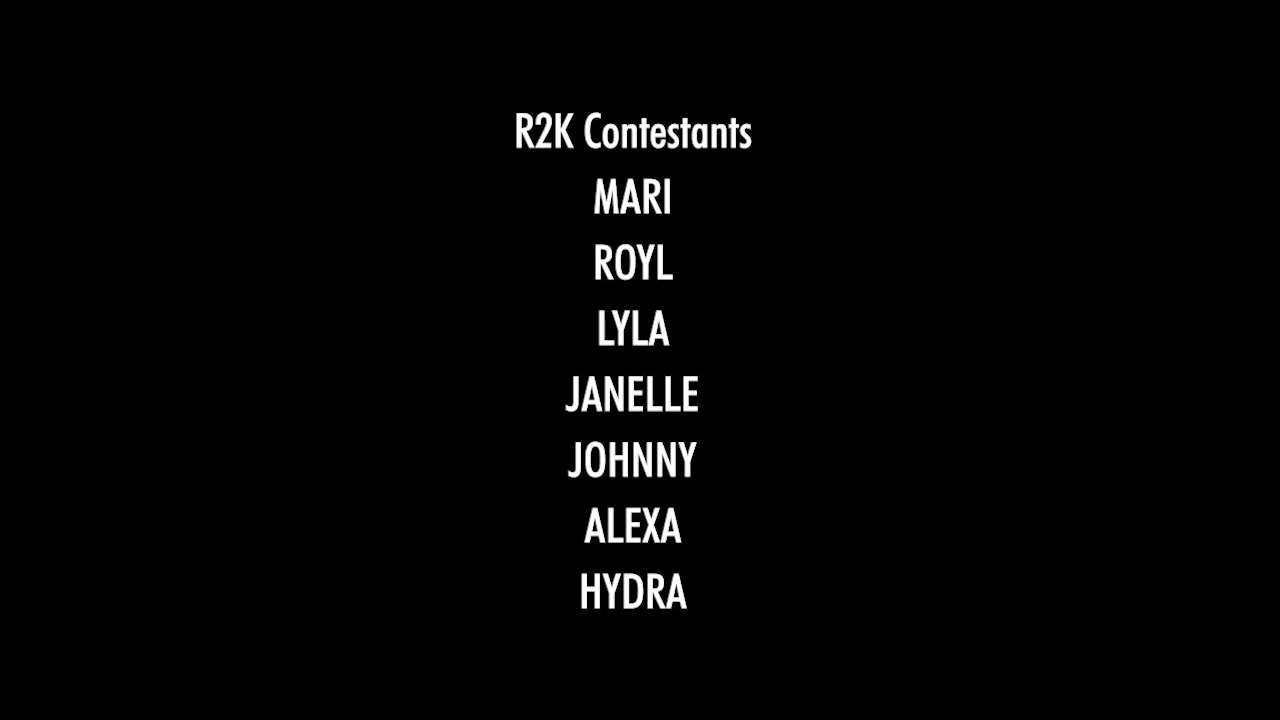 R2K Contestants
MARI
ROYL
LYLA
JANELLE
JOHNNY
ALEXA
HYDRA